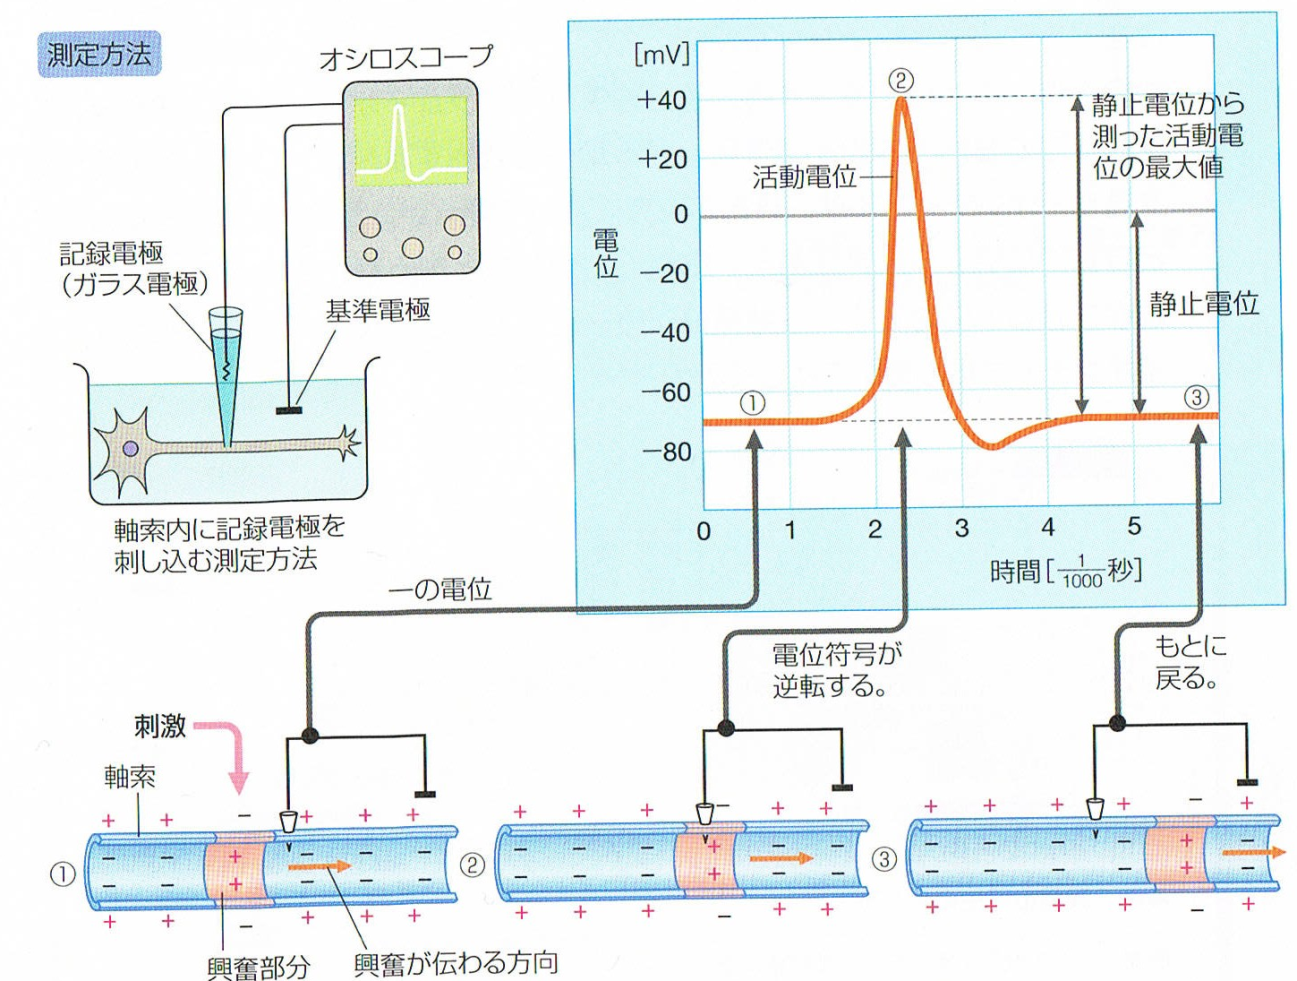 測定方法
オシロスコープ
記録電極
(ガラス電極)
基準電極
軸索内に記録電極を
刺し込む測定方法
[mV]
+40
+20
0
−20
−40
−60
−80
電位
②
活動電位
静止電位から
測った活動電
位の最大値
静止電位
①
③
0 1 2 3 4 5
時間[1/1000秒]
−の電位
電位符号が
逆転する。
もとに
戻る。
刺激
軸索
+ + − + + +
− − + − − −
− − + − − −
+ + − + + +
①
興奮部分
興奮が伝わる方向
+ + + − + +
− − − + − −
− − − + − −
+ + + − + +
②
+ + + + − +
− − − − +
− − − − +
+ + + + − +
③